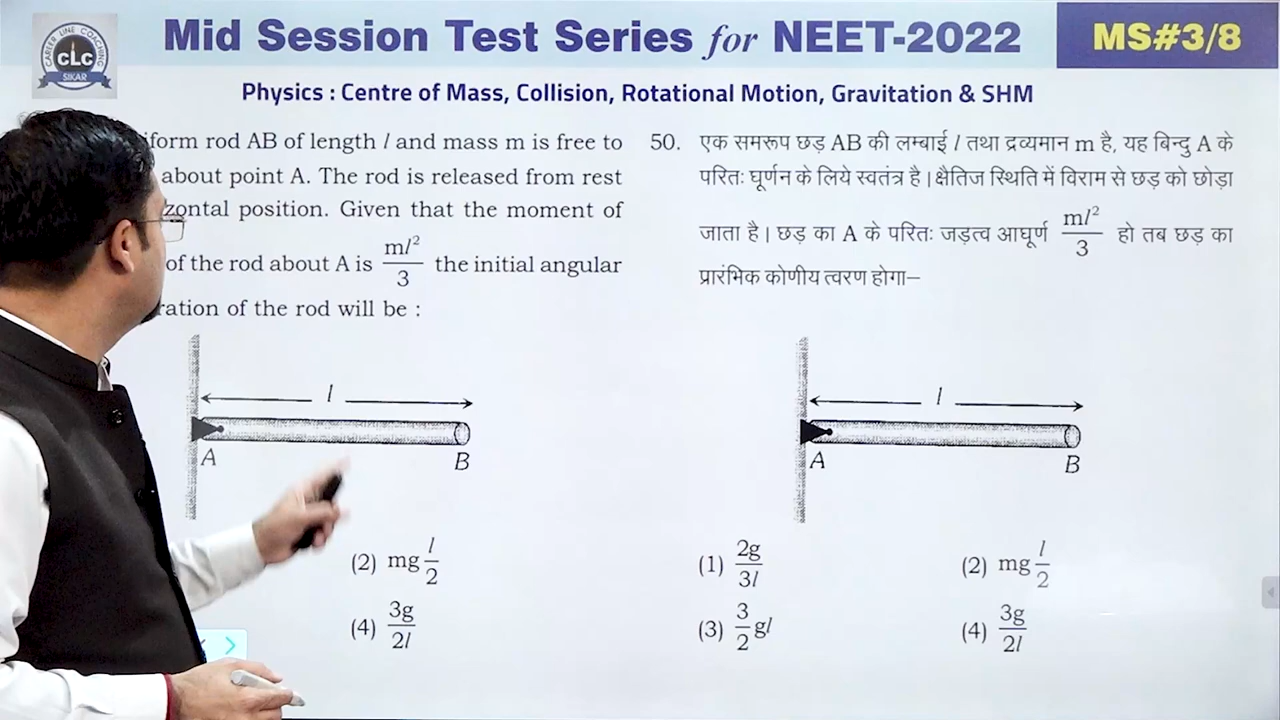 Mid Session Test Series for NEET-2022
MS#3/8
CAREER LINE COACHING
CLC
SIKAR
Physics : Centre of Mass, Collision, Rotational Motion, Gravitation & SHM
iform rod AB of length l and mass m is free to
about point A. The rod is released from rest
zontal position. Given that the moment of
of the rod about A is ml²/3 the initial angular
ration of the rod will be :
l
A
B
(2) mg l/2
(4) 3g/2l
50. एक समरूप छड़ AB की लम्बाई l तथा द्रव्यमान m है, यह बिन्दु A के
परितः घूर्णन के लिये स्वतंत्र है। क्षैतिज स्थिति में विराम से छड़ को छोड़ा
जाता है। छड़ का A के परितः जड़त्व आघूर्ण ml²/3 हो तब छड़ का
प्रारंभिक कोणीय त्वरण होगा–
l
A
B
(1) 2g/3l (2) mg l/2
(3) 3/2 gl (4) 3g/2l